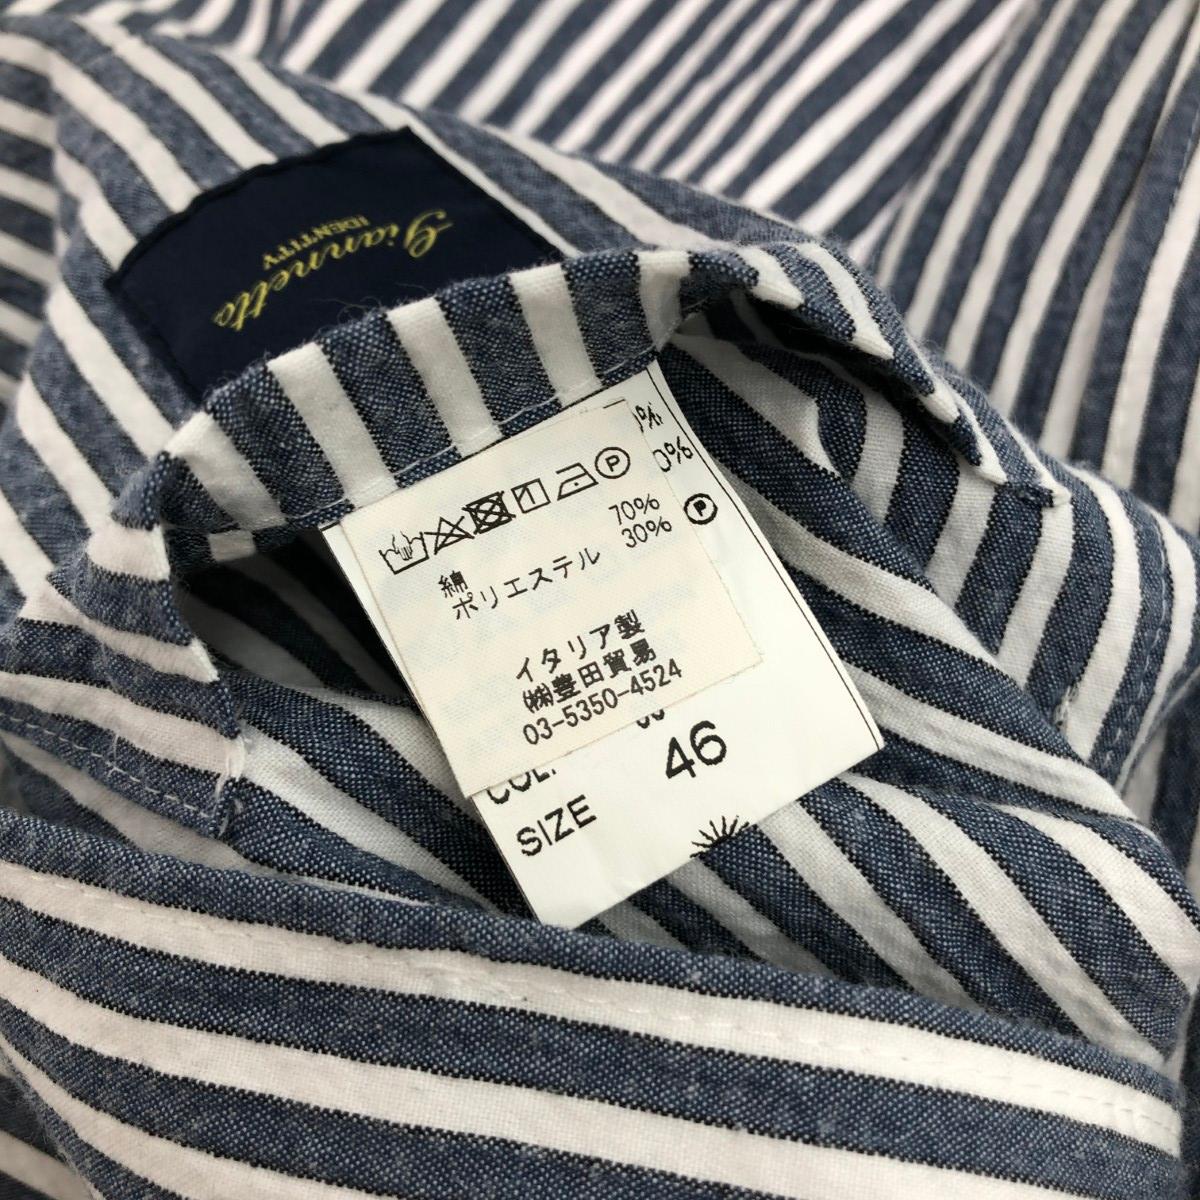 giannetto
IDENTITY
0%
綿 70%
ポリエステル 30%
イタリア製
㈱豊田貿易
03-5350-4524
SIZE 46